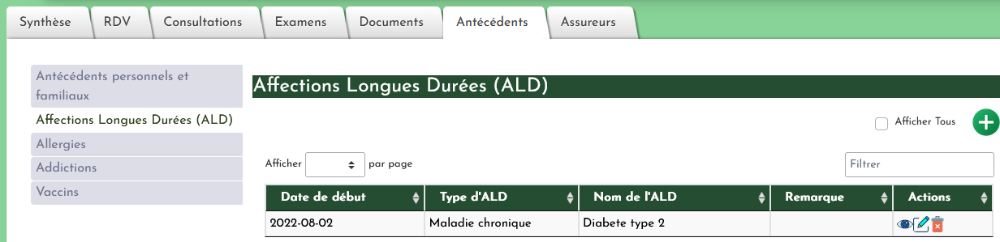 Synthèse RDV Consultations Examens Documents Antécédents Assureurs
Antécédents personnels et
familiaux
Affections Longues Durées (ALD)
Allergies
Addictions
Vaccins
Affections Longues Durées (ALD)
Afficher Tous
Afficher par page
Filtrer
Date de début Type d'ALD Nom de l'ALD Remarque Actions
2022-08-02 Maladie chronique Diabete type 2